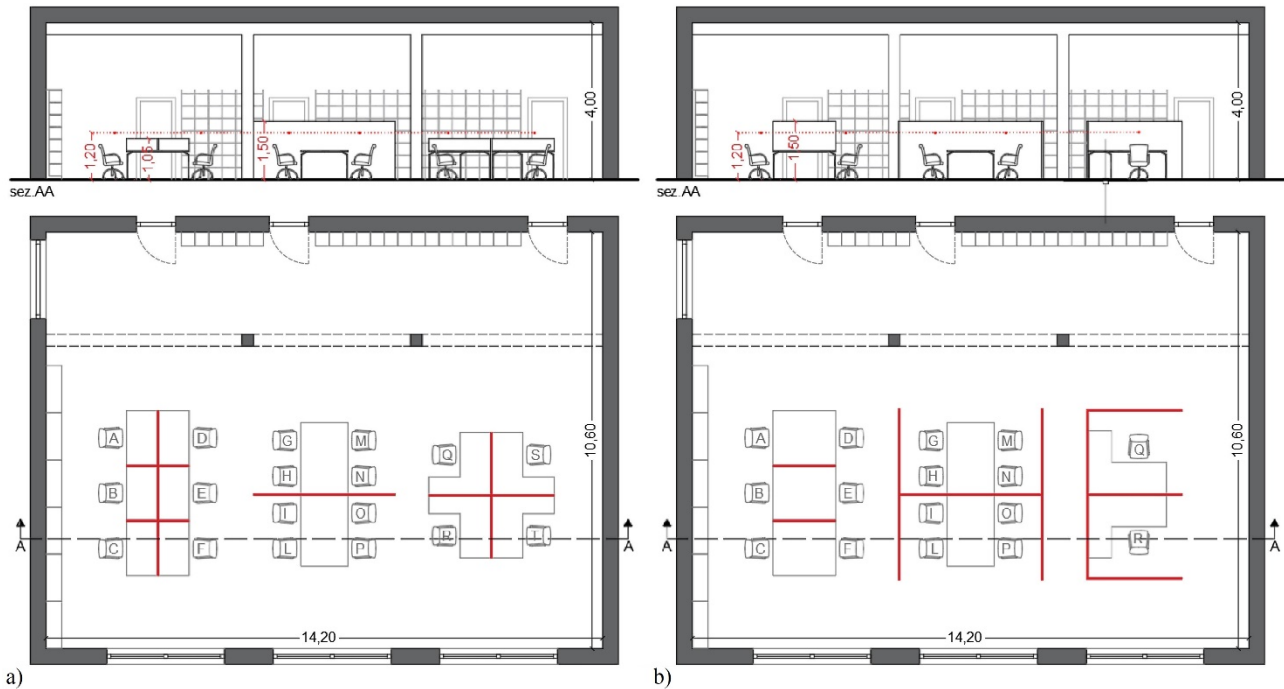 4,00
1,20
1,05
1,50
sez.AA
A D
B E
C F
G M
H N
I O
L P
Q S
R T
10,60
A A
14,20
a)
4,00
1,20
1,50
sez.AA
A D
B E
C F
G M
H N
I O
L P
Q
R
10,60
A A
14,20
b)